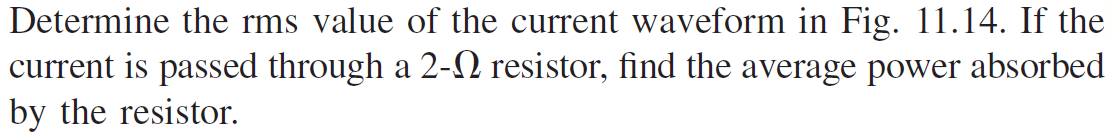 Determine the rms value of the current waveform in Fig. 11.14. If the
current is passed through a 2-Ω resistor, find the average power absorbed
by the resistor.